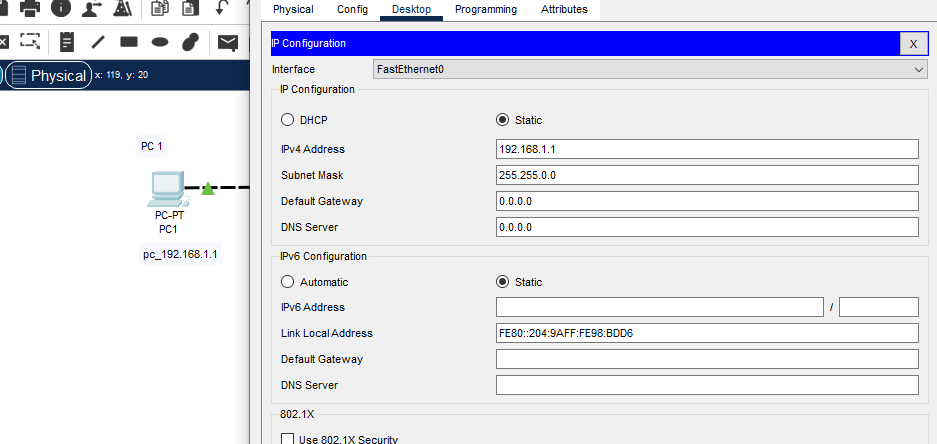 Physical Config Desktop Programming Attributes
IP Configuration X
Physical x: 119, y: 20
Interface FastEthernet0
IP Configuration
DHCP Static
IPv4 Address 192.168.1.1
Subnet Mask 255.255.0.0
Default Gateway 0.0.0.0
DNS Server 0.0.0.0
PC 1
PC-PT
PC1
pc_192.168.1.1
IPv6 Configuration
Automatic Static
IPv6 Address /
Link Local Address FE80::204:9AFF:FE98:BDD6
Default Gateway
DNS Server
802.1X
Use 802.1X Security